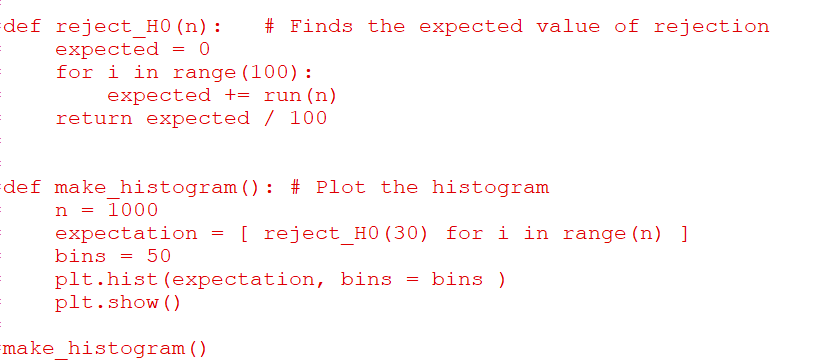 def reject_H0(n):   # Finds the expected value of rejection
    expected = 0
    for i in range(100):
        expected += run(n)
    return expected / 100
def make_histogram(): # Plot the histogram
    n = 1000
    expectation = [ reject_H0(30) for i in range(n) ]
    bins = 50
    plt.hist(expectation, bins = bins )
    plt.show()
make_histogram()